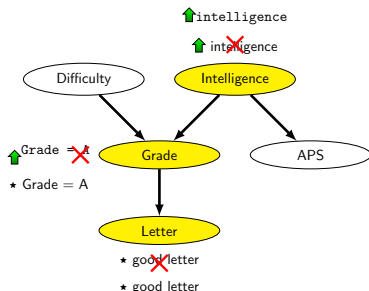 intelligence
intelligence
Difficulty
Intelligence
Grade = A
Grade
APS
★ Grade = A
Letter
★ good letter
★ good letter